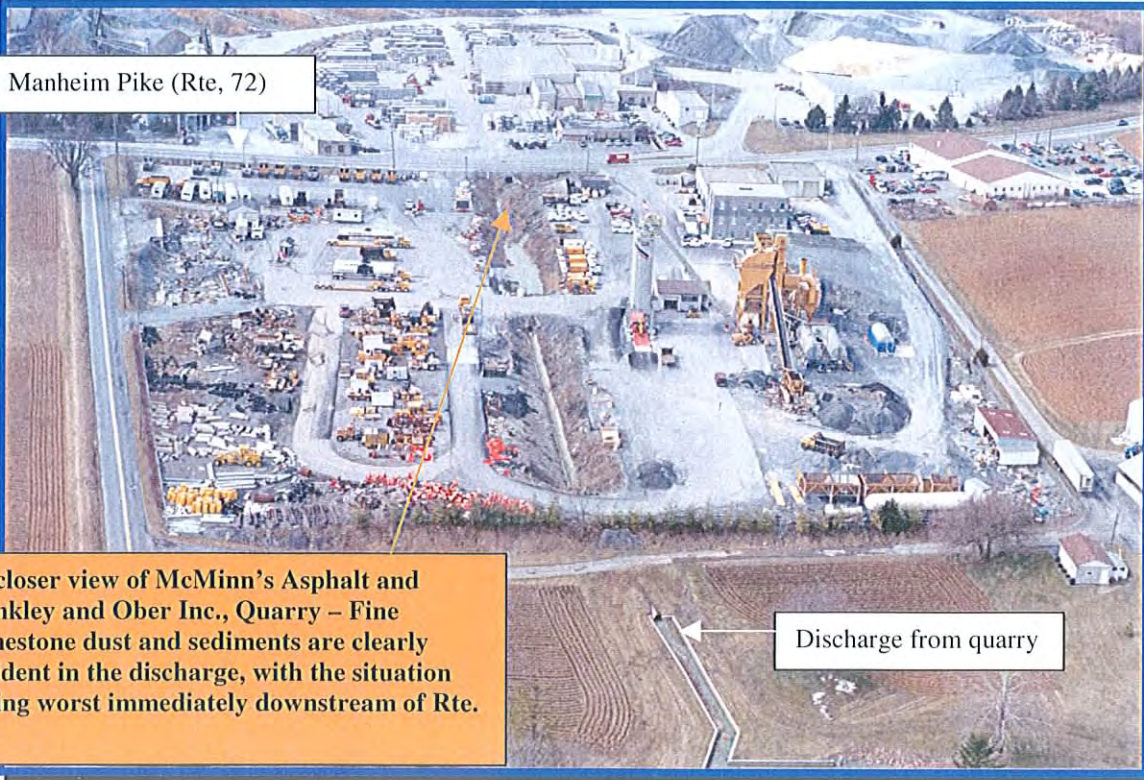 Manheim Pike (Rte, 72)
closer view of McMinn's Asphalt and
nkley and Ober Inc., Quarry – Fine
nestone dust and sediments are clearly
dent in the discharge, with the situation
ng worst immediately downstream of Rte.
Discharge from quarry